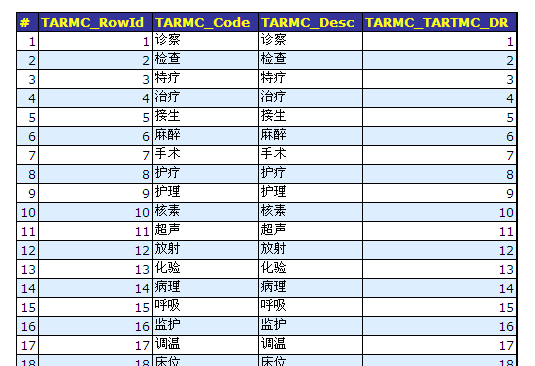 # TARMC_RowId TARMC_Code TARMC_Desc TARMC_TARTMC_DR
1 1 诊察 诊察 1
2 2 检查 检查 2
3 3 特疗 特疗 3
4 4 治疗 治疗 4
5 5 接生 接生 5
6 6 麻醉 麻醉 6
7 7 手术 手术 7
8 8 护疗 护疗 8
9 9 护理 护理 9
10 10 核素 核素 10
11 11 超声 超声 11
12 12 放射 放射 12
13 13 化验 化验 13
14 14 病理 病理 14
15 15 呼吸 呼吸 15
16 16 监护 监护 16
17 17 调温 调温 17
18 18 床位 床位 18